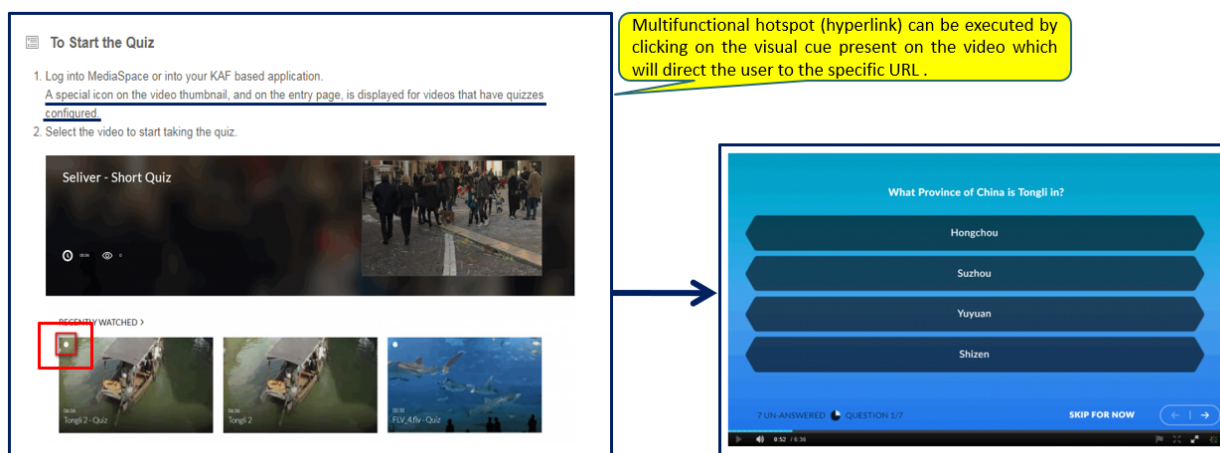 To Start the Quiz
1. Log into MediaSpace or into your KAF based application.
A special icon on the video thumbnail, and on the entry page, is displayed for videos that have quizzes
configured.
2. Select the video to start taking the quiz.
Seliver - Short Quiz
RECENTLY WATCHED >
06:36
Tongli 2 - Quiz
06:36
Tongli 2
FLV_4.flv - Quiz
Multifunctional hotspot (hyperlink) can be executed by
clicking on the visual cue present on the video which
will direct the user to the specific URL .
What Province of China is Tongli in?
Hongchou
Suzhou
Yuyuan
Shizen
7 UN-ANSWERED QUESTION 1/7
SKIP FOR NOW
0:52 / 6:36